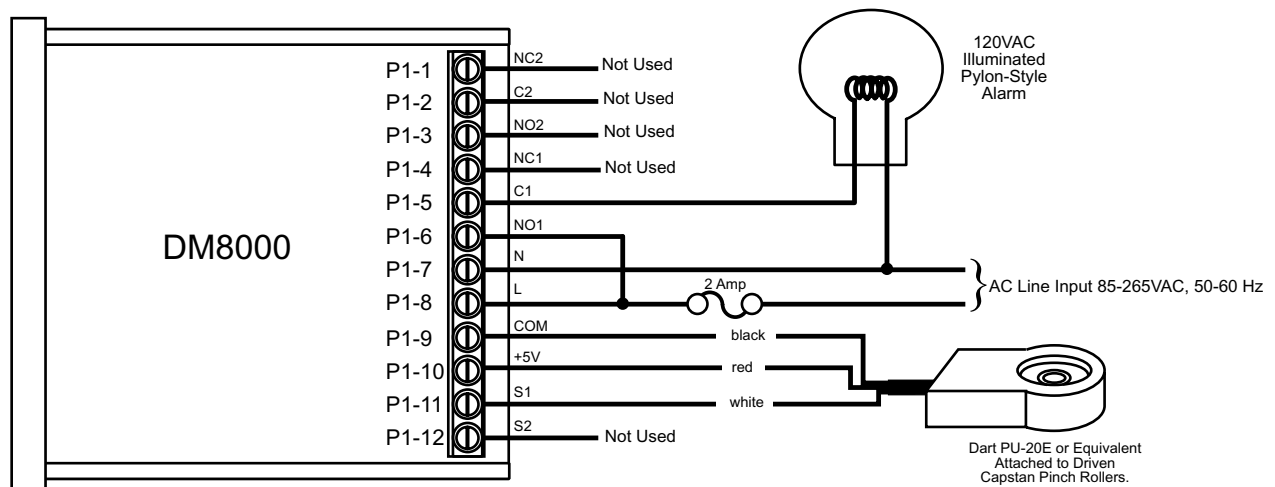 120VAC
Illuminated
Pylon-Style
Alarm
DM8000
P1-1 NC2 Not Used
P1-2 C2 Not Used
P1-3 NO2 Not Used
P1-4 NC1 Not Used
P1-5 C1
P1-6 NO1
P1-7 N
P1-8 L 2 Amp
AC Line Input 85-265VAC, 50-60 Hz
P1-9 COM black
P1-10 +5V red
P1-11 S1 white
P1-12 S2 Not Used
Dart PU-20E or Equivalent
Attached to Driven
Capstan Pinch Rollers.